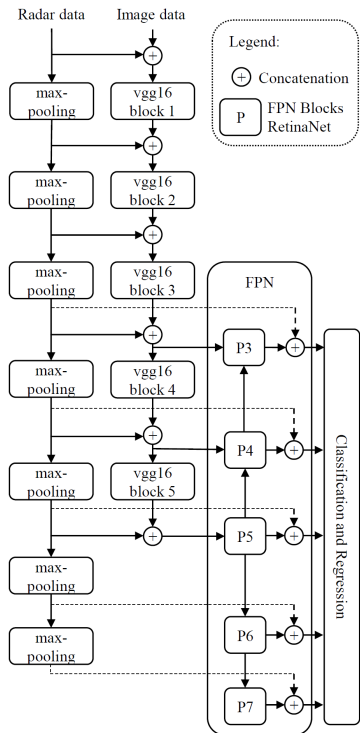 Radar data
Image data
Legend:
+ Concatenation
P
FPN Blocks
RetinaNet
+
max-
pooling
vgg16
block 1
+
max-
pooling
vgg16
block 2
+
max-
pooling
vgg16
block 3
FPN
+
P3
+
max-
pooling
vgg16
block 4
+
P4
+
max-
pooling
vgg16
block 5
+
P5
+
max-
pooling
P6
+
max-
pooling
P7
+
Classification and Regression